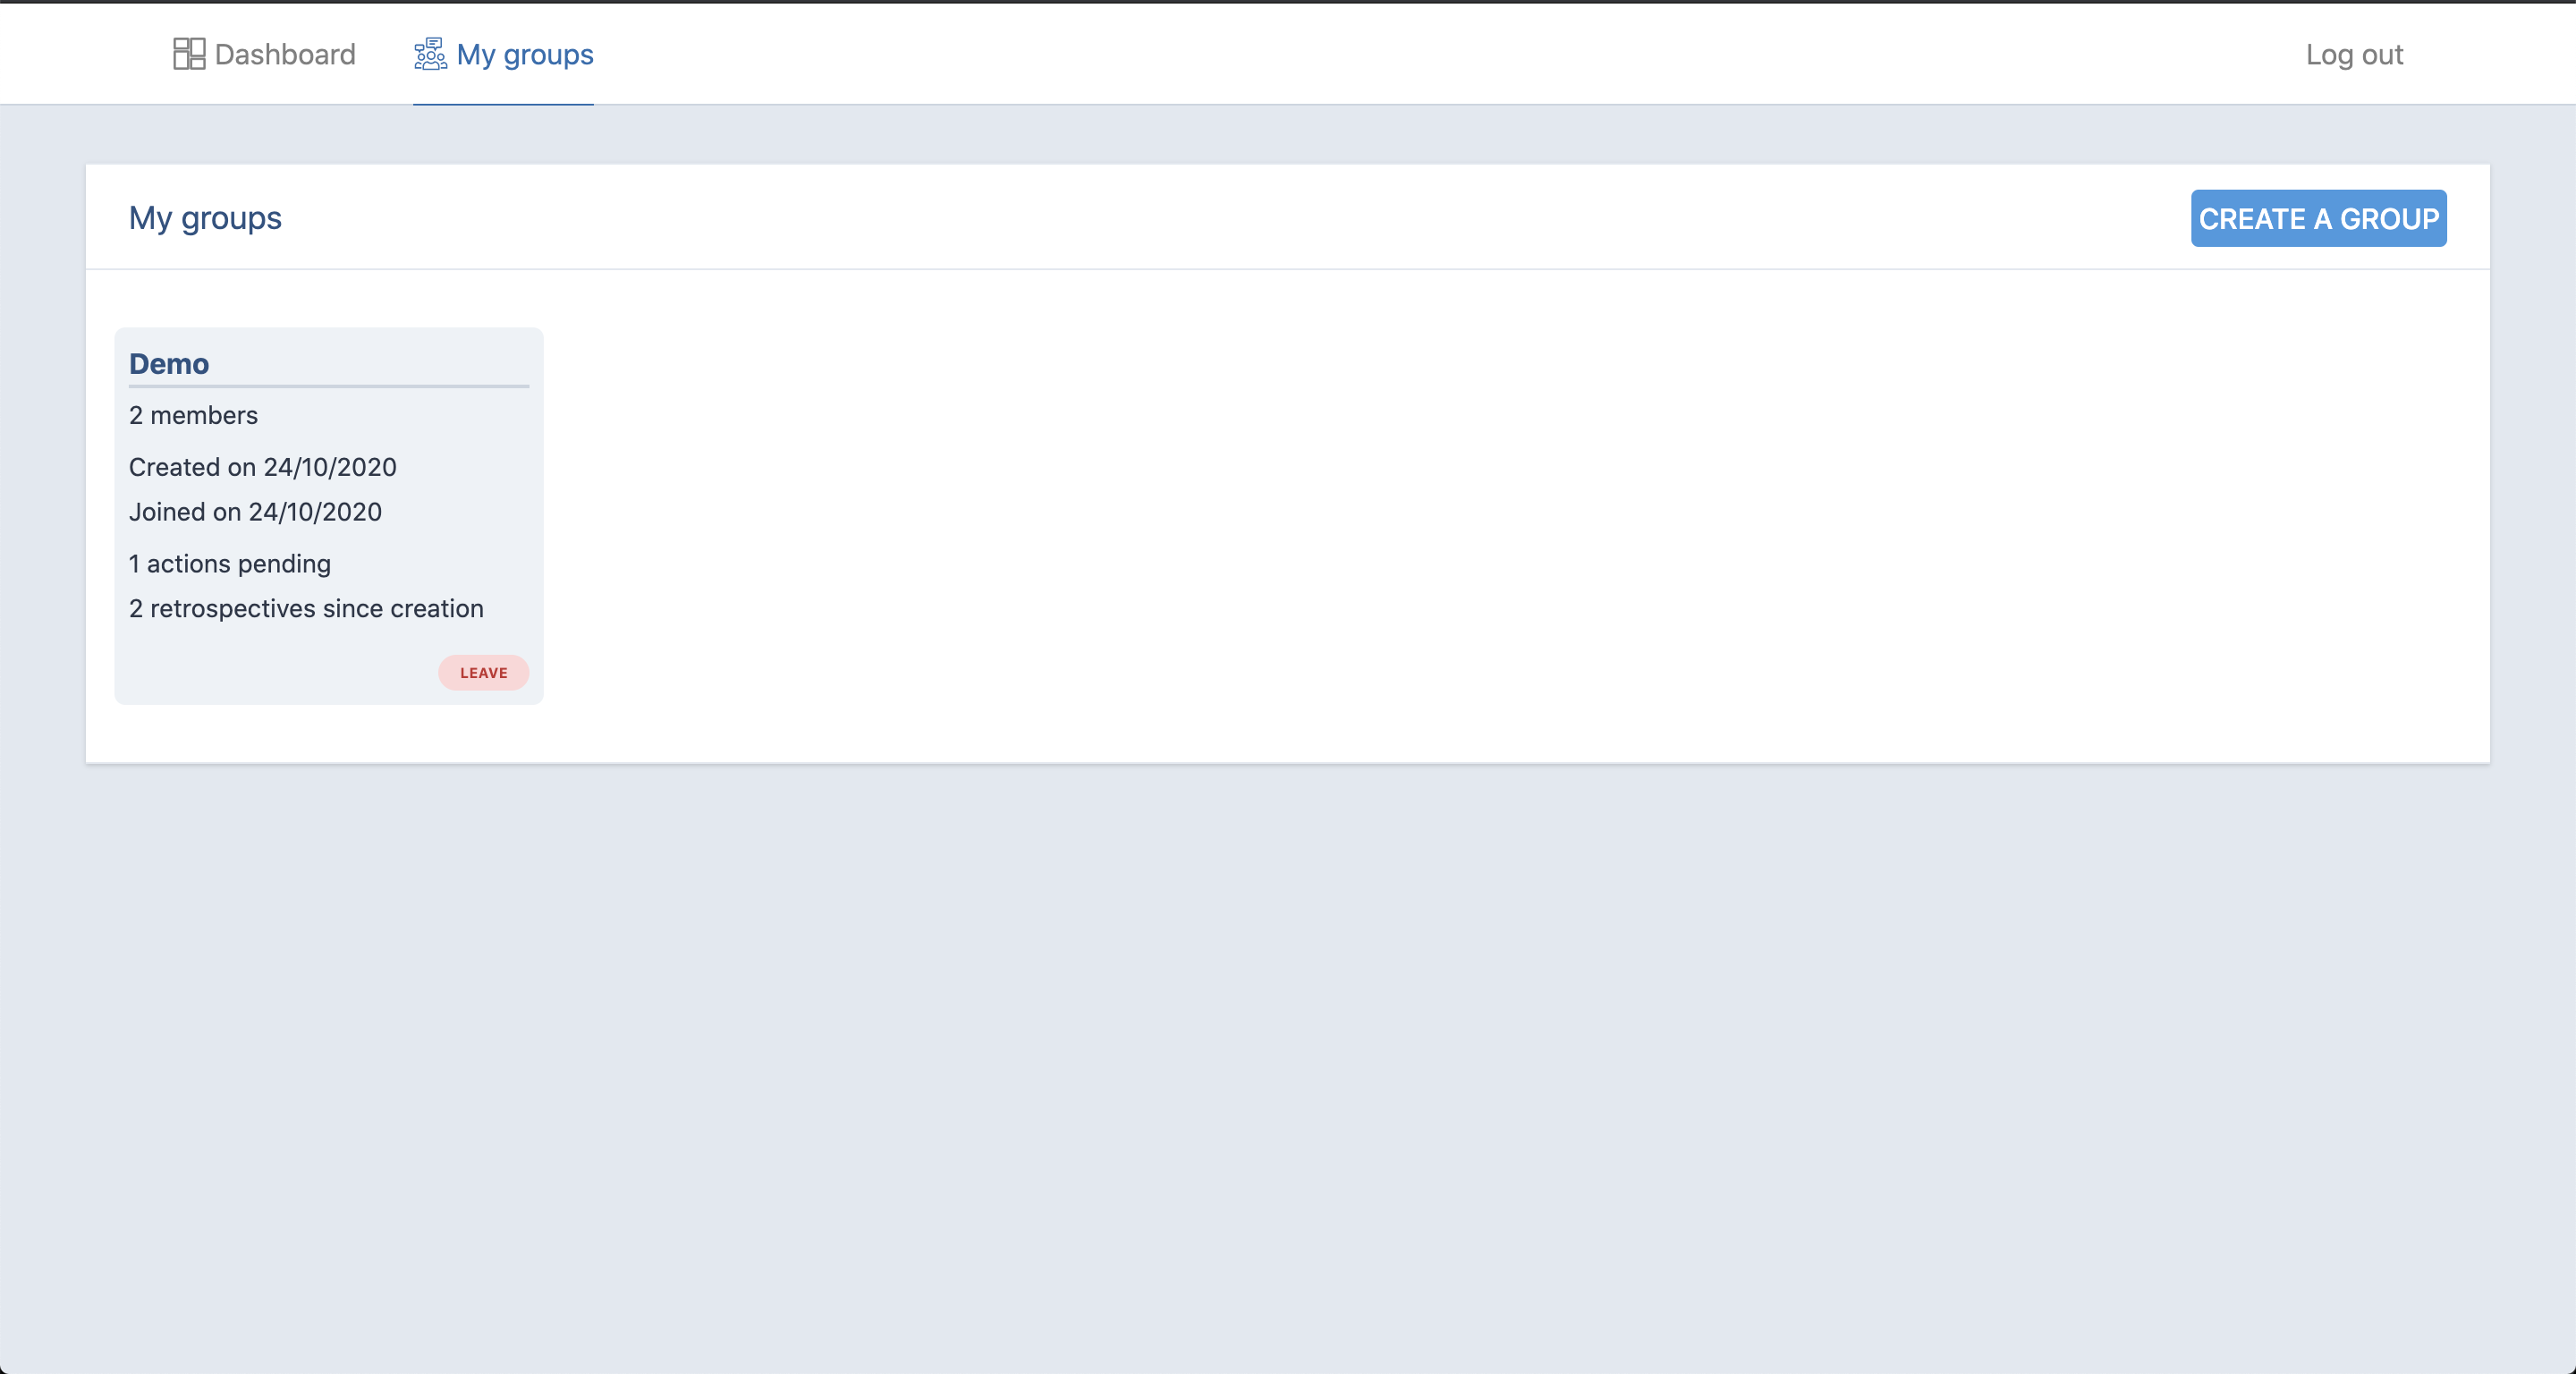 Dashboard
My groups
Log out
My groups
CREATE A GROUP
Demo
2 members
Created on 24/10/2020
Joined on 24/10/2020
1 actions pending
2 retrospectives since creation
LEAVE